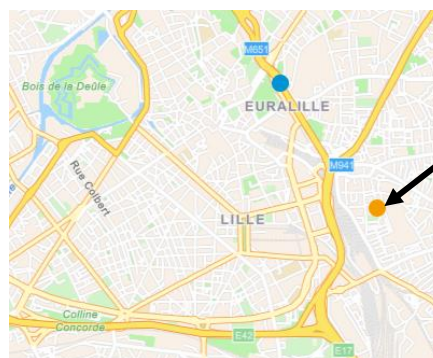 M651
Bois de la Deûle
EURALILLE
M941
Rue Colbert
LILLE
Colline
Concorde
E42
E17